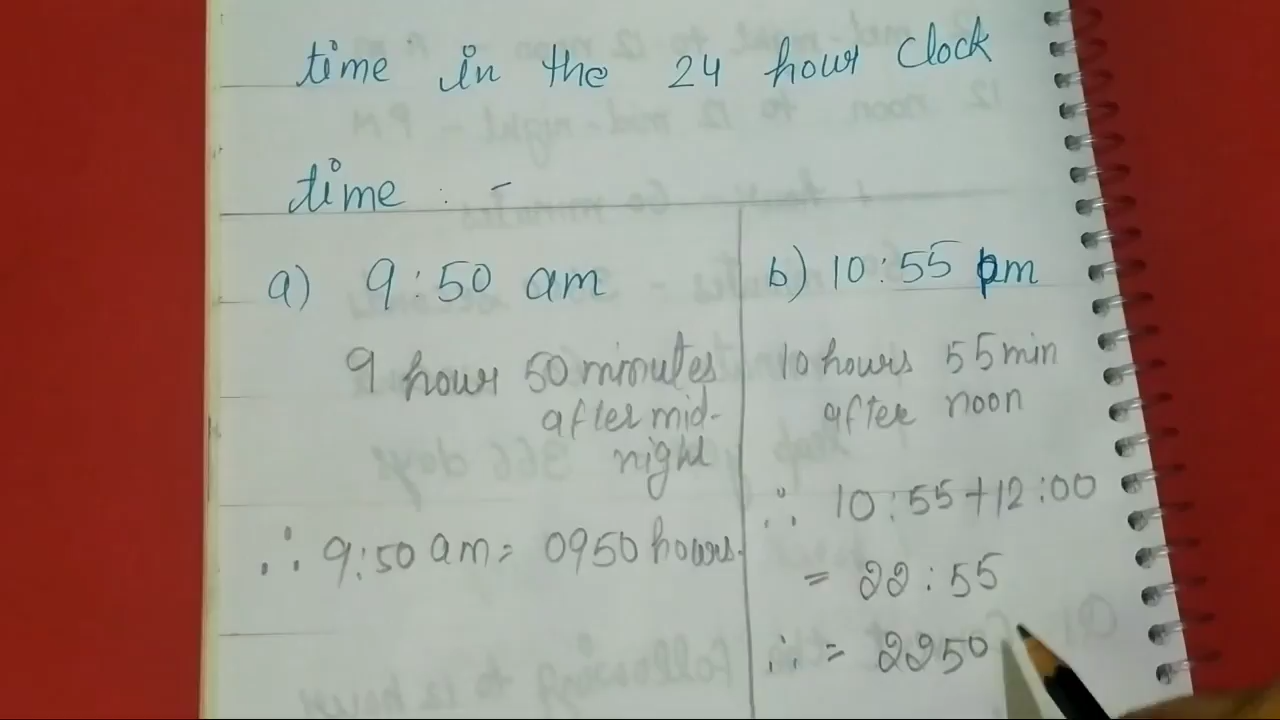 time in the 24 hour Clock
time : -
a) 9:50 am
9 hour 50 minutes
after mid-
night
∴ 9:50 am = 0950 hours.
b) 10:55 pm
10 hours 55 min
after noon
∴ 10:55+12:00
= 22:55
∴ = 2250